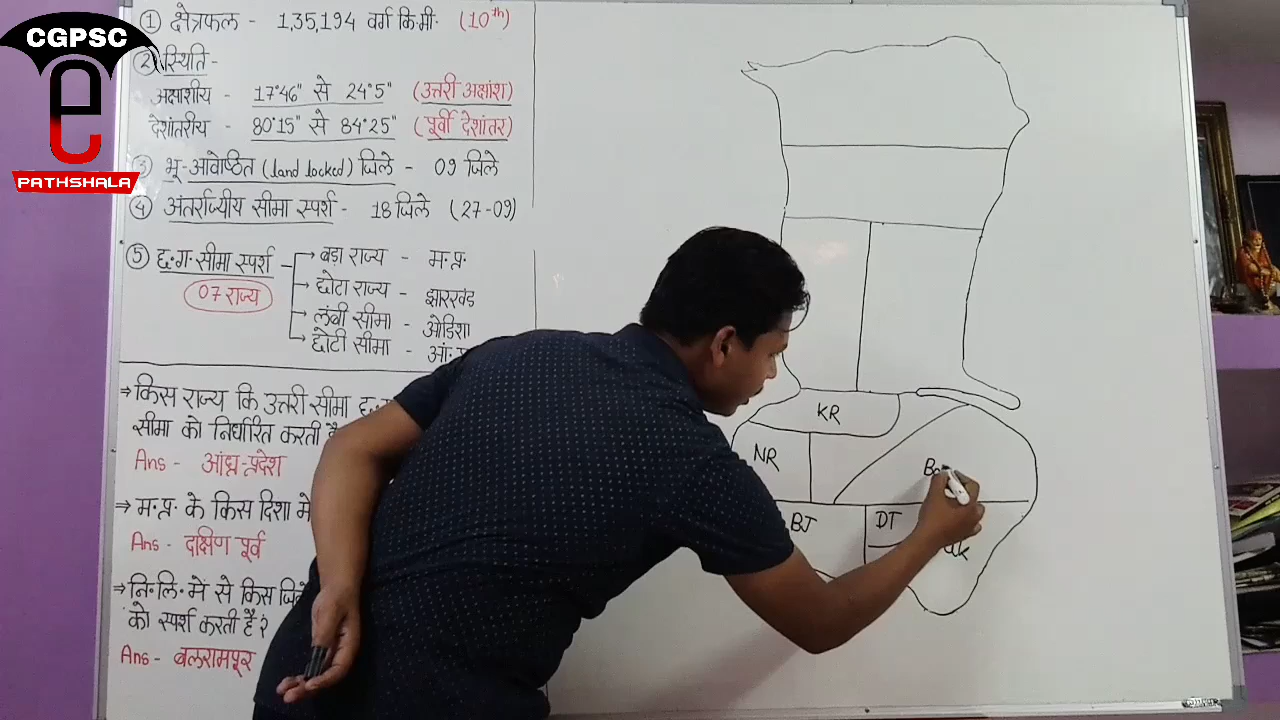 CGPSC
e
PATHSHALA
① क्षेत्रफल - 1,35,194 वर्ग कि.मी. (10th)
② स्थिति -
अक्षाशीय - 17°46" से 24°5" (उत्तरी अक्षांश)
देशांतरीय - 80°15" से 84°25" (पूर्वी देशांतर)
③ भू-आवेष्ठित (land locked) जिले - 09 जिले
④ अंतर्राज्यीय सीमा स्पर्श - 18 जिले (27-09)
⑤ छ.ग. सीमा स्पर्श
07 राज्य
बड़ा राज्य - म.प्र.
छोटा राज्य - झारखंड
लंबी सीमा - ओडिशा
छोटी सीमा - आं.
→ किस राज्य कि उत्तरी सीमा छ.
सीमा को निर्धारित करती है
Ans - आंध्र-प्रदेश
→ म.प्र. के किस दिशा मे
Ans - दक्षिण पूर्व
→ नि.लि. में से किस जिले
को स्पर्श करती है ?
Ans - बलरामपूर
KR
NR
BJ
DT